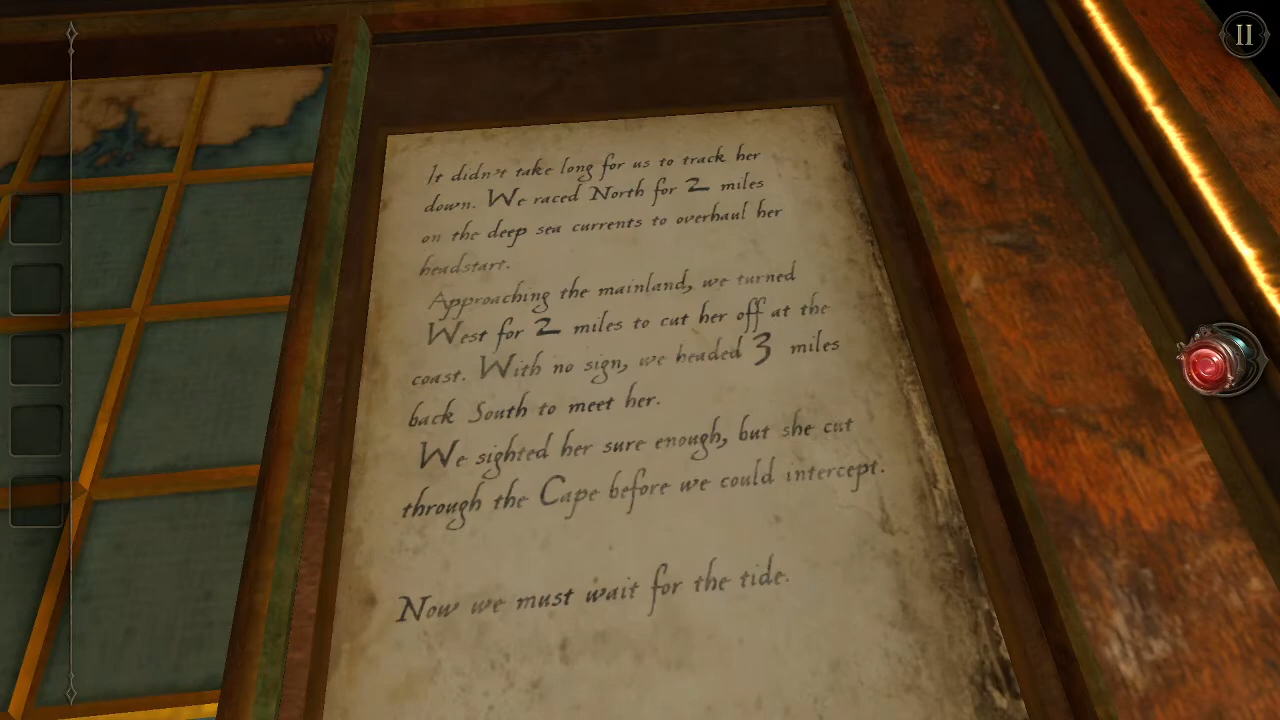 It didn't take long for us to track her
down. We raced North for 2 miles
on the deep sea currents to overhaul her
headstart.
Approaching the mainland, we turned
West for 2 miles to cut her off at the
coast. With no sign, we headed 3 miles
back South to meet her.
We sighted her sure enough, but she cut
through the Cape before we could intercept.
Now we must wait for the tide.